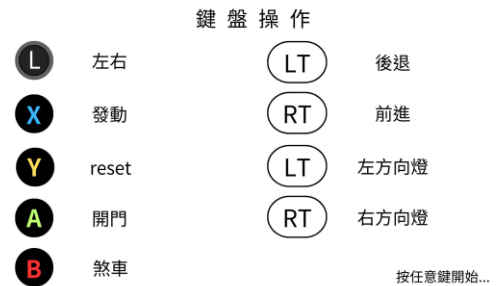 鍵盤操作
L 左右 LT 後退
X 發動 RT 前進
Y reset LT 左方向燈
A 開門 RT 右方向燈
B 煞車
按任意鍵開始...